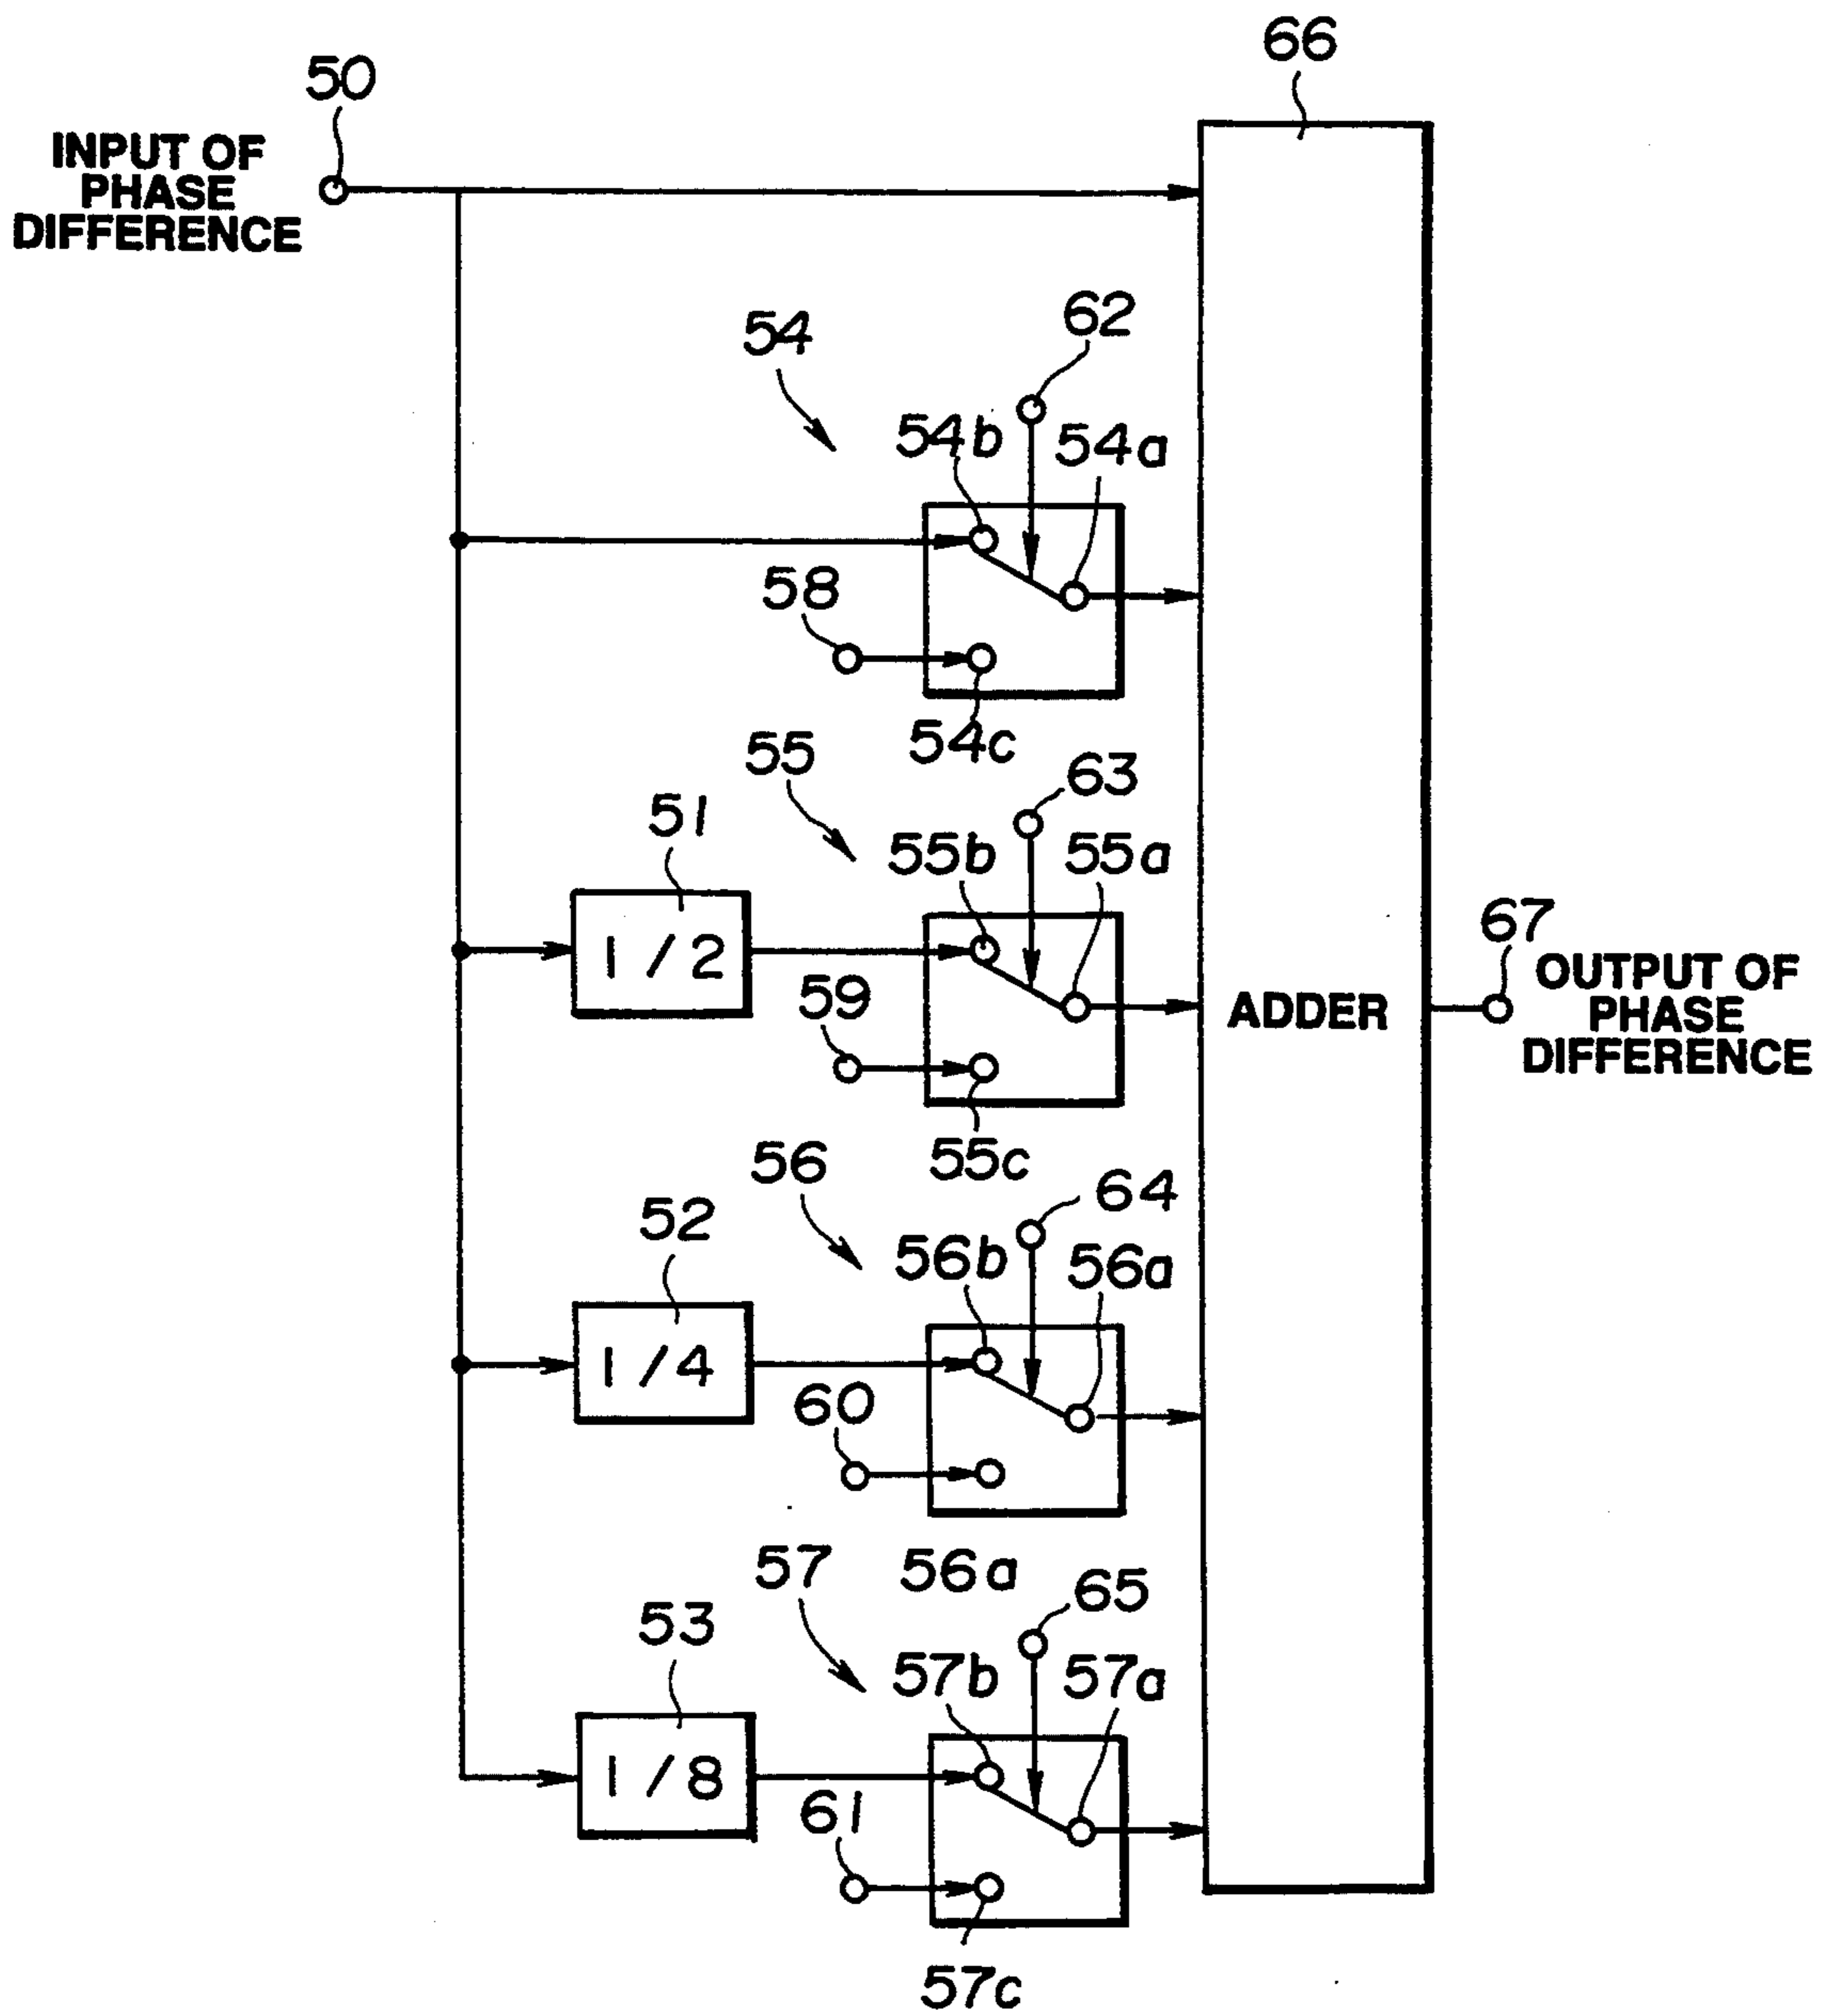 66
50
INPUT OF
PHASE
DIFFERENCE
62
54
54b
54a
58
54c
55
63
51
55b
55a
1/2
59
67
OUTPUT OF
PHASE
DIFFERENCE
ADDER
55c
56
64
52
56b
56a
1/4
60
56a
57
65
53
57b
57a
1/8
61
57c